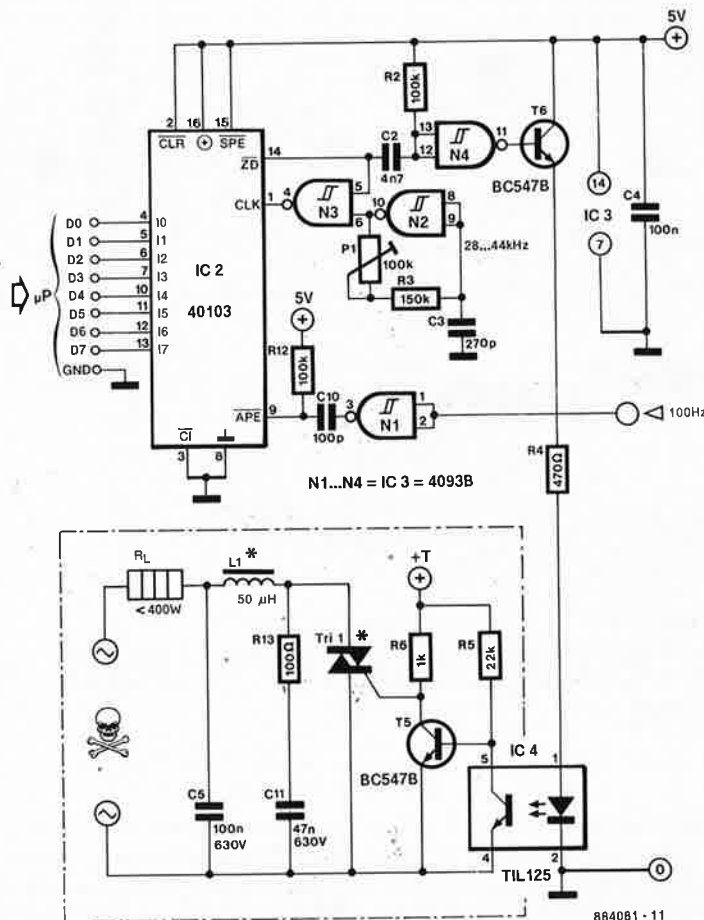 5V
R2
100k
2
16
15
CLR
SPE
ZD
14
C2
4n7
13
12
N4
11
T6
BC547B
14
IC 3
7
C4
100n
CLK
1
4
N3
5
6
10
N2
8
9
28...44kHz
P1
100k
R3
150k
C3
270p
µP
D0
4
I0
D1
5
I1
D2
6
I2
D3
7
I3
D4
10
I4
D5
11
I5
D6
12
I6
D7
13
I7
GND
IC 2
40103
5V
R12
100k
APE
9
C10
100p
3
N1
1
2
100Hz
CI
3
8
N1...N4 = IC 3 = 4093B
R4
470Ω
RL
< 400W
L1 *
50 µH
R13
100Ω
Tri 1 *
+T
R6
1k
R5
22k
T5
BC547B
IC 4
5
1
4
2
TIL125
0
C5
100n
630V
C11
47n
630V
884081 - 11